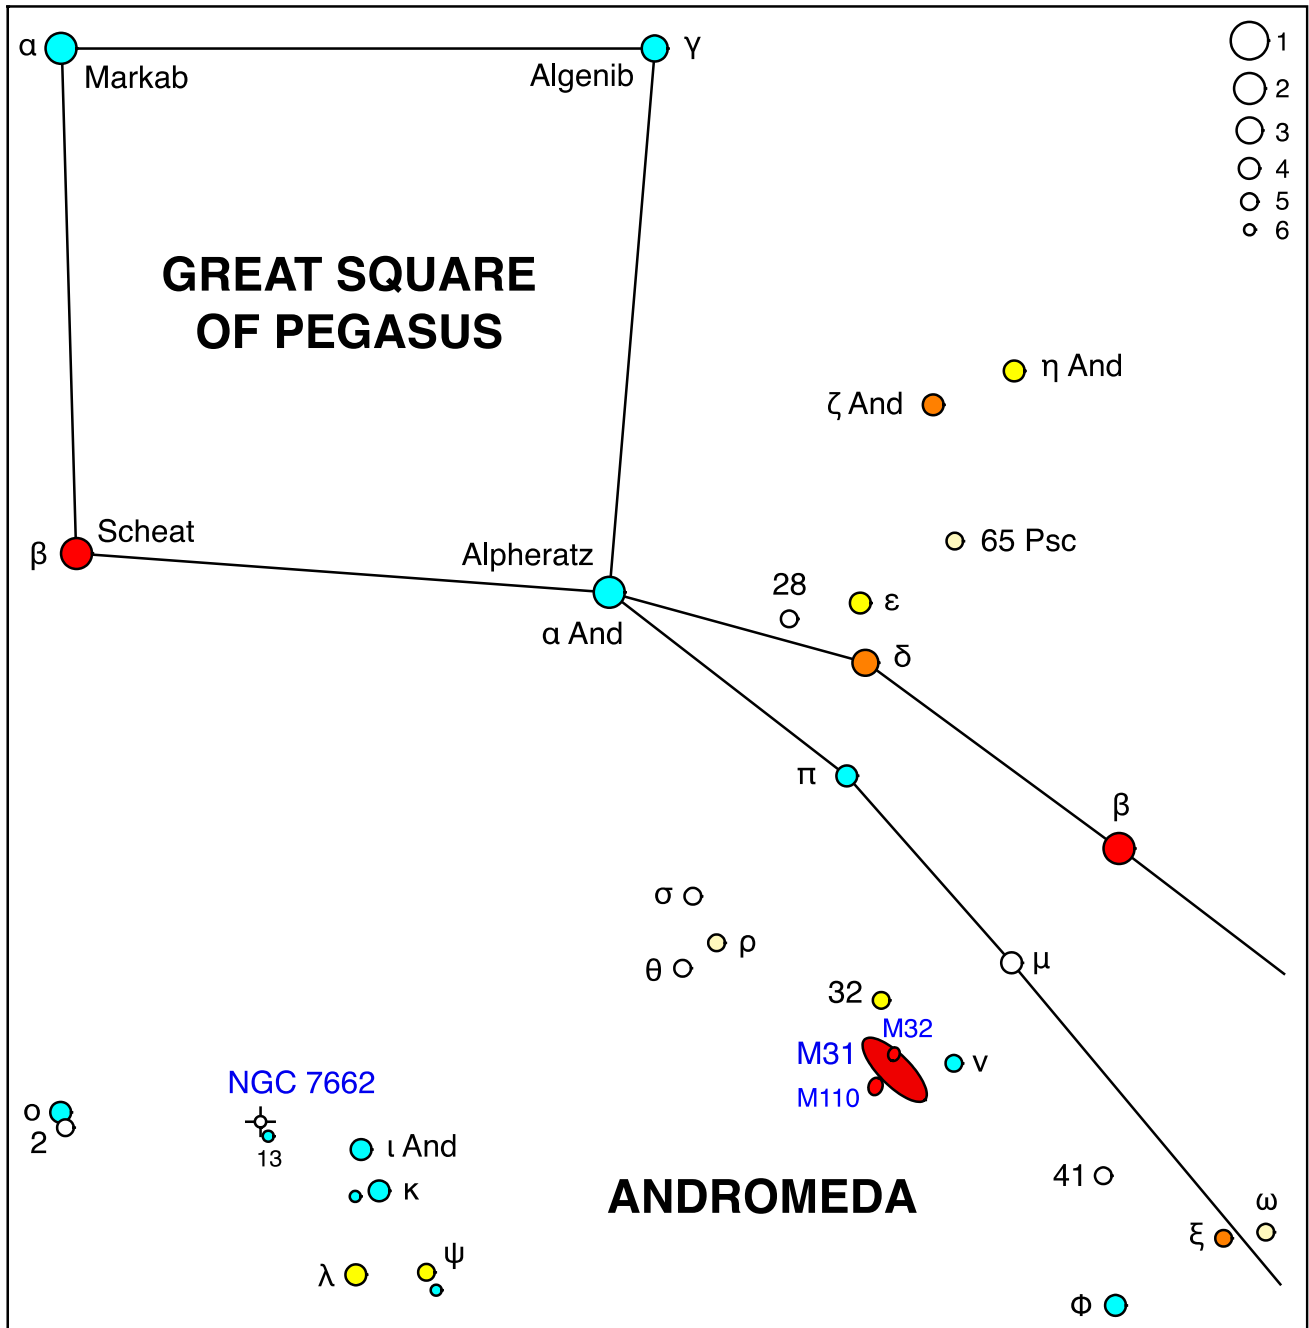 α
γ
1
Markab
Algenib
2
3
4
5
6
GREAT SQUARE
OF PEGASUS
η And
ζ And
Scheat
β
Alpheratz
65 Psc
28
ε
α And
δ
π
β
σ
ρ
θ
μ
32
M32
M31
ν
M110
NGC 7662
ο
2
13
ι And
κ
41
ANDROMEDA
ω
ξ
ψ
λ
Φ